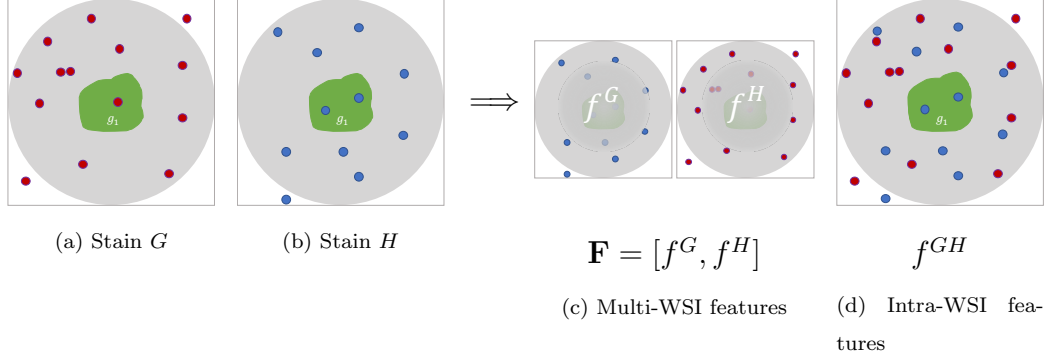 g₁
g₁
⟹
f^G
f^H
g₁
(a) Stain G
(b) Stain H
F = [f^G, f^H]
f^GH
(c) Multi-WSI features
(d) Intra-WSI fea-
tures